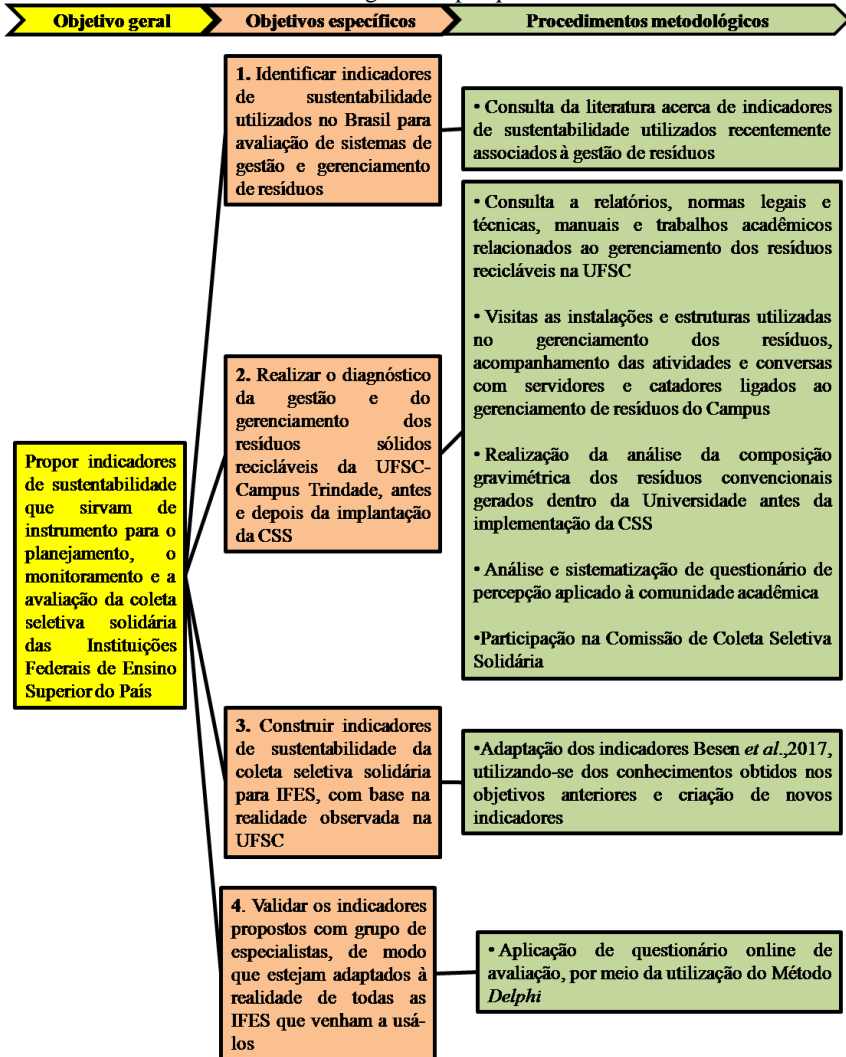 Objetivo geral
Objetivos específicos
Procedimentos metodológicos
1. Identificar indicadores
de sustentabilidade
utilizados no Brasil para
avaliação de sistemas de
gestão e gerenciamento
de resíduos
• Consulta da literatura acerca de indicadores
de sustentabilidade utilizados recentemente
associados à gestão de resíduos
• Consulta a relatórios, normas legais e
técnicas, manuais e trabalhos acadêmicos
relacionados ao gerenciamento dos resíduos
recicláveis na UFSC
• Visitas as instalações e estruturas utilizadas
no gerenciamento dos resíduos,
acompanhamento das atividades e conversas
com servidores e catadores ligados ao
gerenciamento de resíduos do Campus
• Realização da análise da composição
gravimétrica dos resíduos convencionais
gerados dentro da Universidade antes da
implementação da CSS
• Análise e sistematização de questionário de
percepção aplicado à comunidade acadêmica
•Participação na Comissão de Coleta Seletiva
Solidária
2. Realizar o diagnóstico
da gestão e do
gerenciamento dos
resíduos sólidos
recicláveis da UFSC-
Campus Trindade, antes
e depois da implantação
da CSS
Propor indicadores
de sustentabilidade
que sirvam de
instrumento para o
planejamento, o
monitoramento e a
avaliação da coleta
seletiva solidária
das Instituições
Federais de Ensino
Superior do País
3. Construir indicadores
de sustentabilidade da
coleta seletiva solidária
para IFES, com base na
realidade observada na
UFSC
•Adaptação dos indicadores Besen et al.,2017,
utilizando-se dos conhecimentos obtidos nos
objetivos anteriores e criação de novos
indicadores
4. Validar os indicadores
propostos com grupo de
especialistas, de modo
que estejam adaptados à
realidade de todas as
IFES que venham a usá-
los
• Aplicação de questionário online de
avaliação, por meio da utilização do Método
Delphi